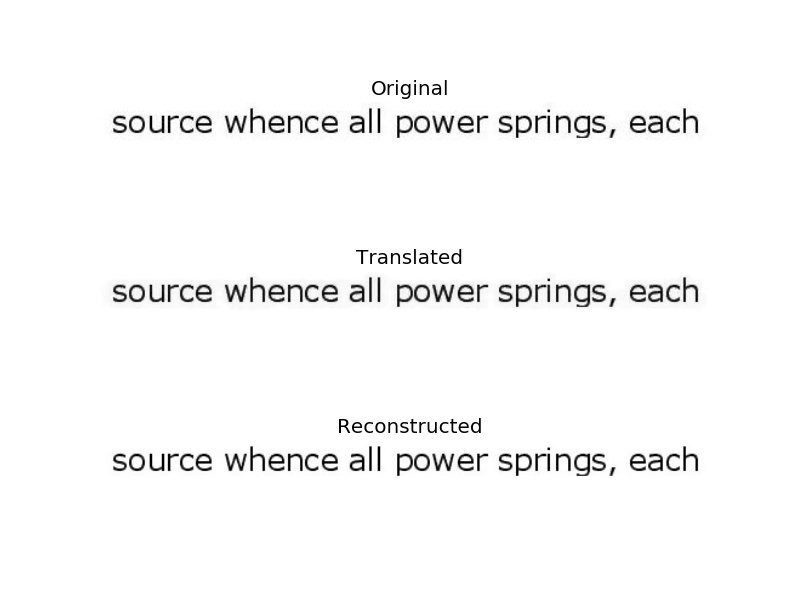 Original
source whence all power springs, each
Translated
source whence all power springs, each
Reconstructed
source whence all power springs, each